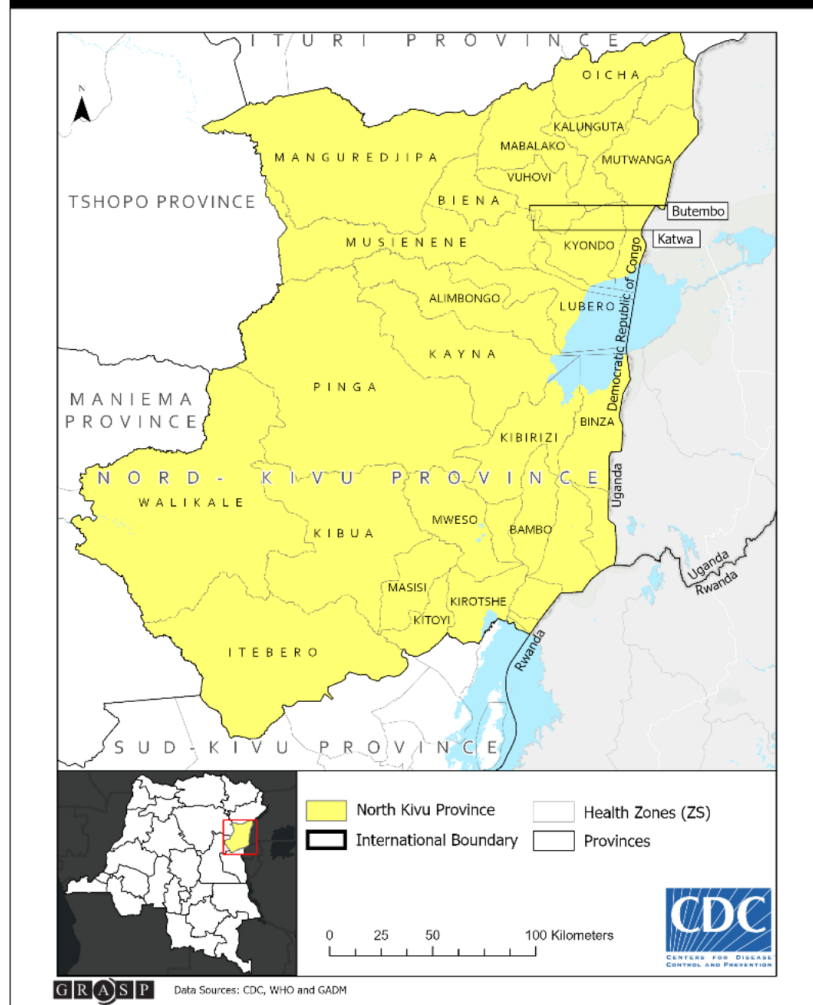 ITURI PROVINCE
N
OICHA
KALUNGUTA
MABALAKO
MUTWANGA
MANGUREDJIPA
VUHOVI
TSHOPO PROVINCE
BIENA
Butembo
Katwa
MUSIENENE
KYONDO
ALIMBONGO
LUBERO
Democratic Republic of Congo
KAYNA
PINGA
MANIEMA
PROVINCE
BINZA
KIBIRIZI
NORD- KIVU PROVINCE
Uganda
WALIKALE
MWESO
KIBUA
BAMBO
Uganda
Rwanda
MASISI
KIROTSHE
KITOYI
ITEBERO
Rwanda
SUD-KIVU PROVINCE
North Kivu Province
Health Zones (ZS)
International Boundary
Provinces
0 25 50 100 Kilometers
CDC
CENTERS FOR DISEASE
CONTROL AND PREVENTION
GRASP
Data Sources: CDC, WHO and GADM